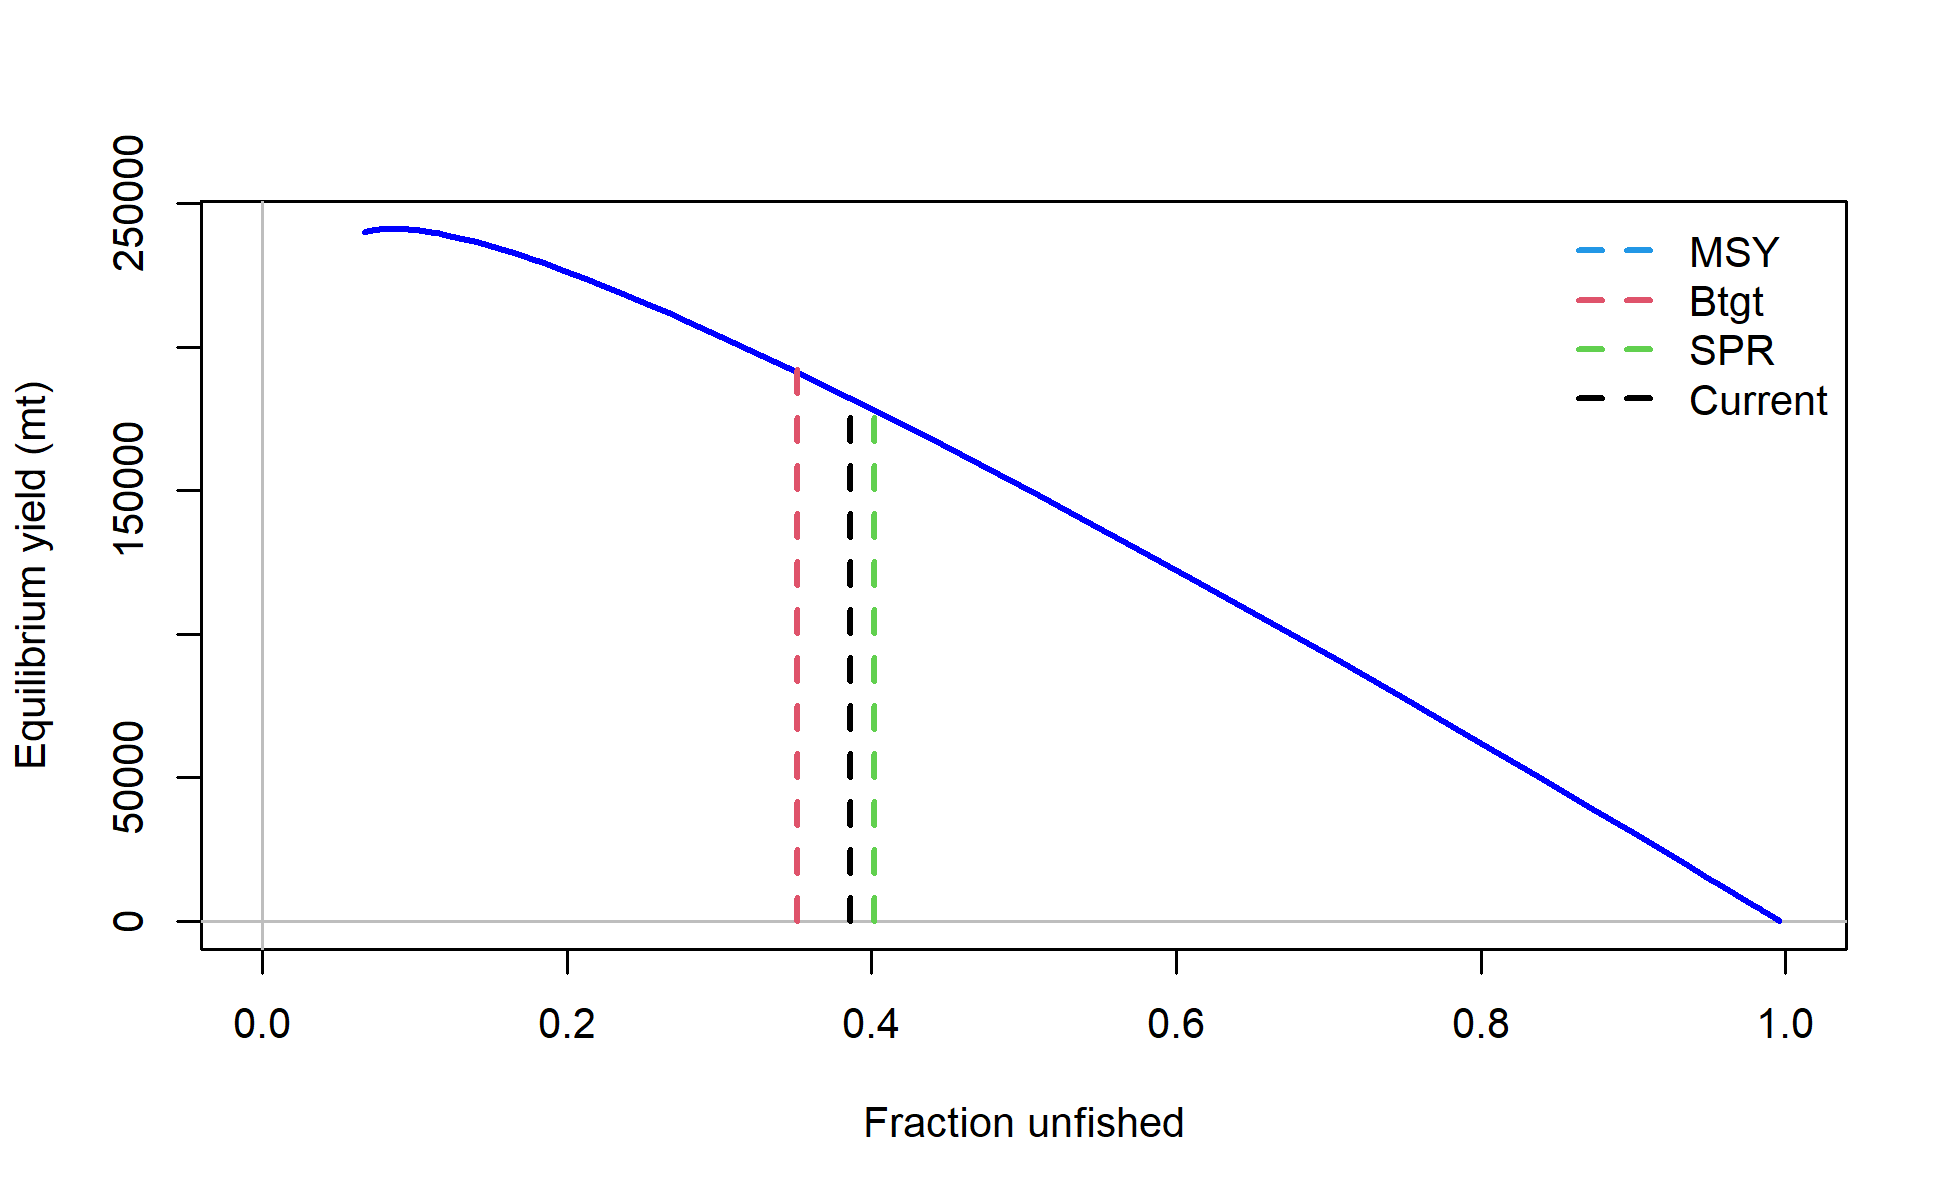 Equilibrium yield (mt)
250000
150000
50000
0
MSY
Btgt
SPR
Current
0.0 0.2 0.4 0.6 0.8 1.0
Fraction unfished